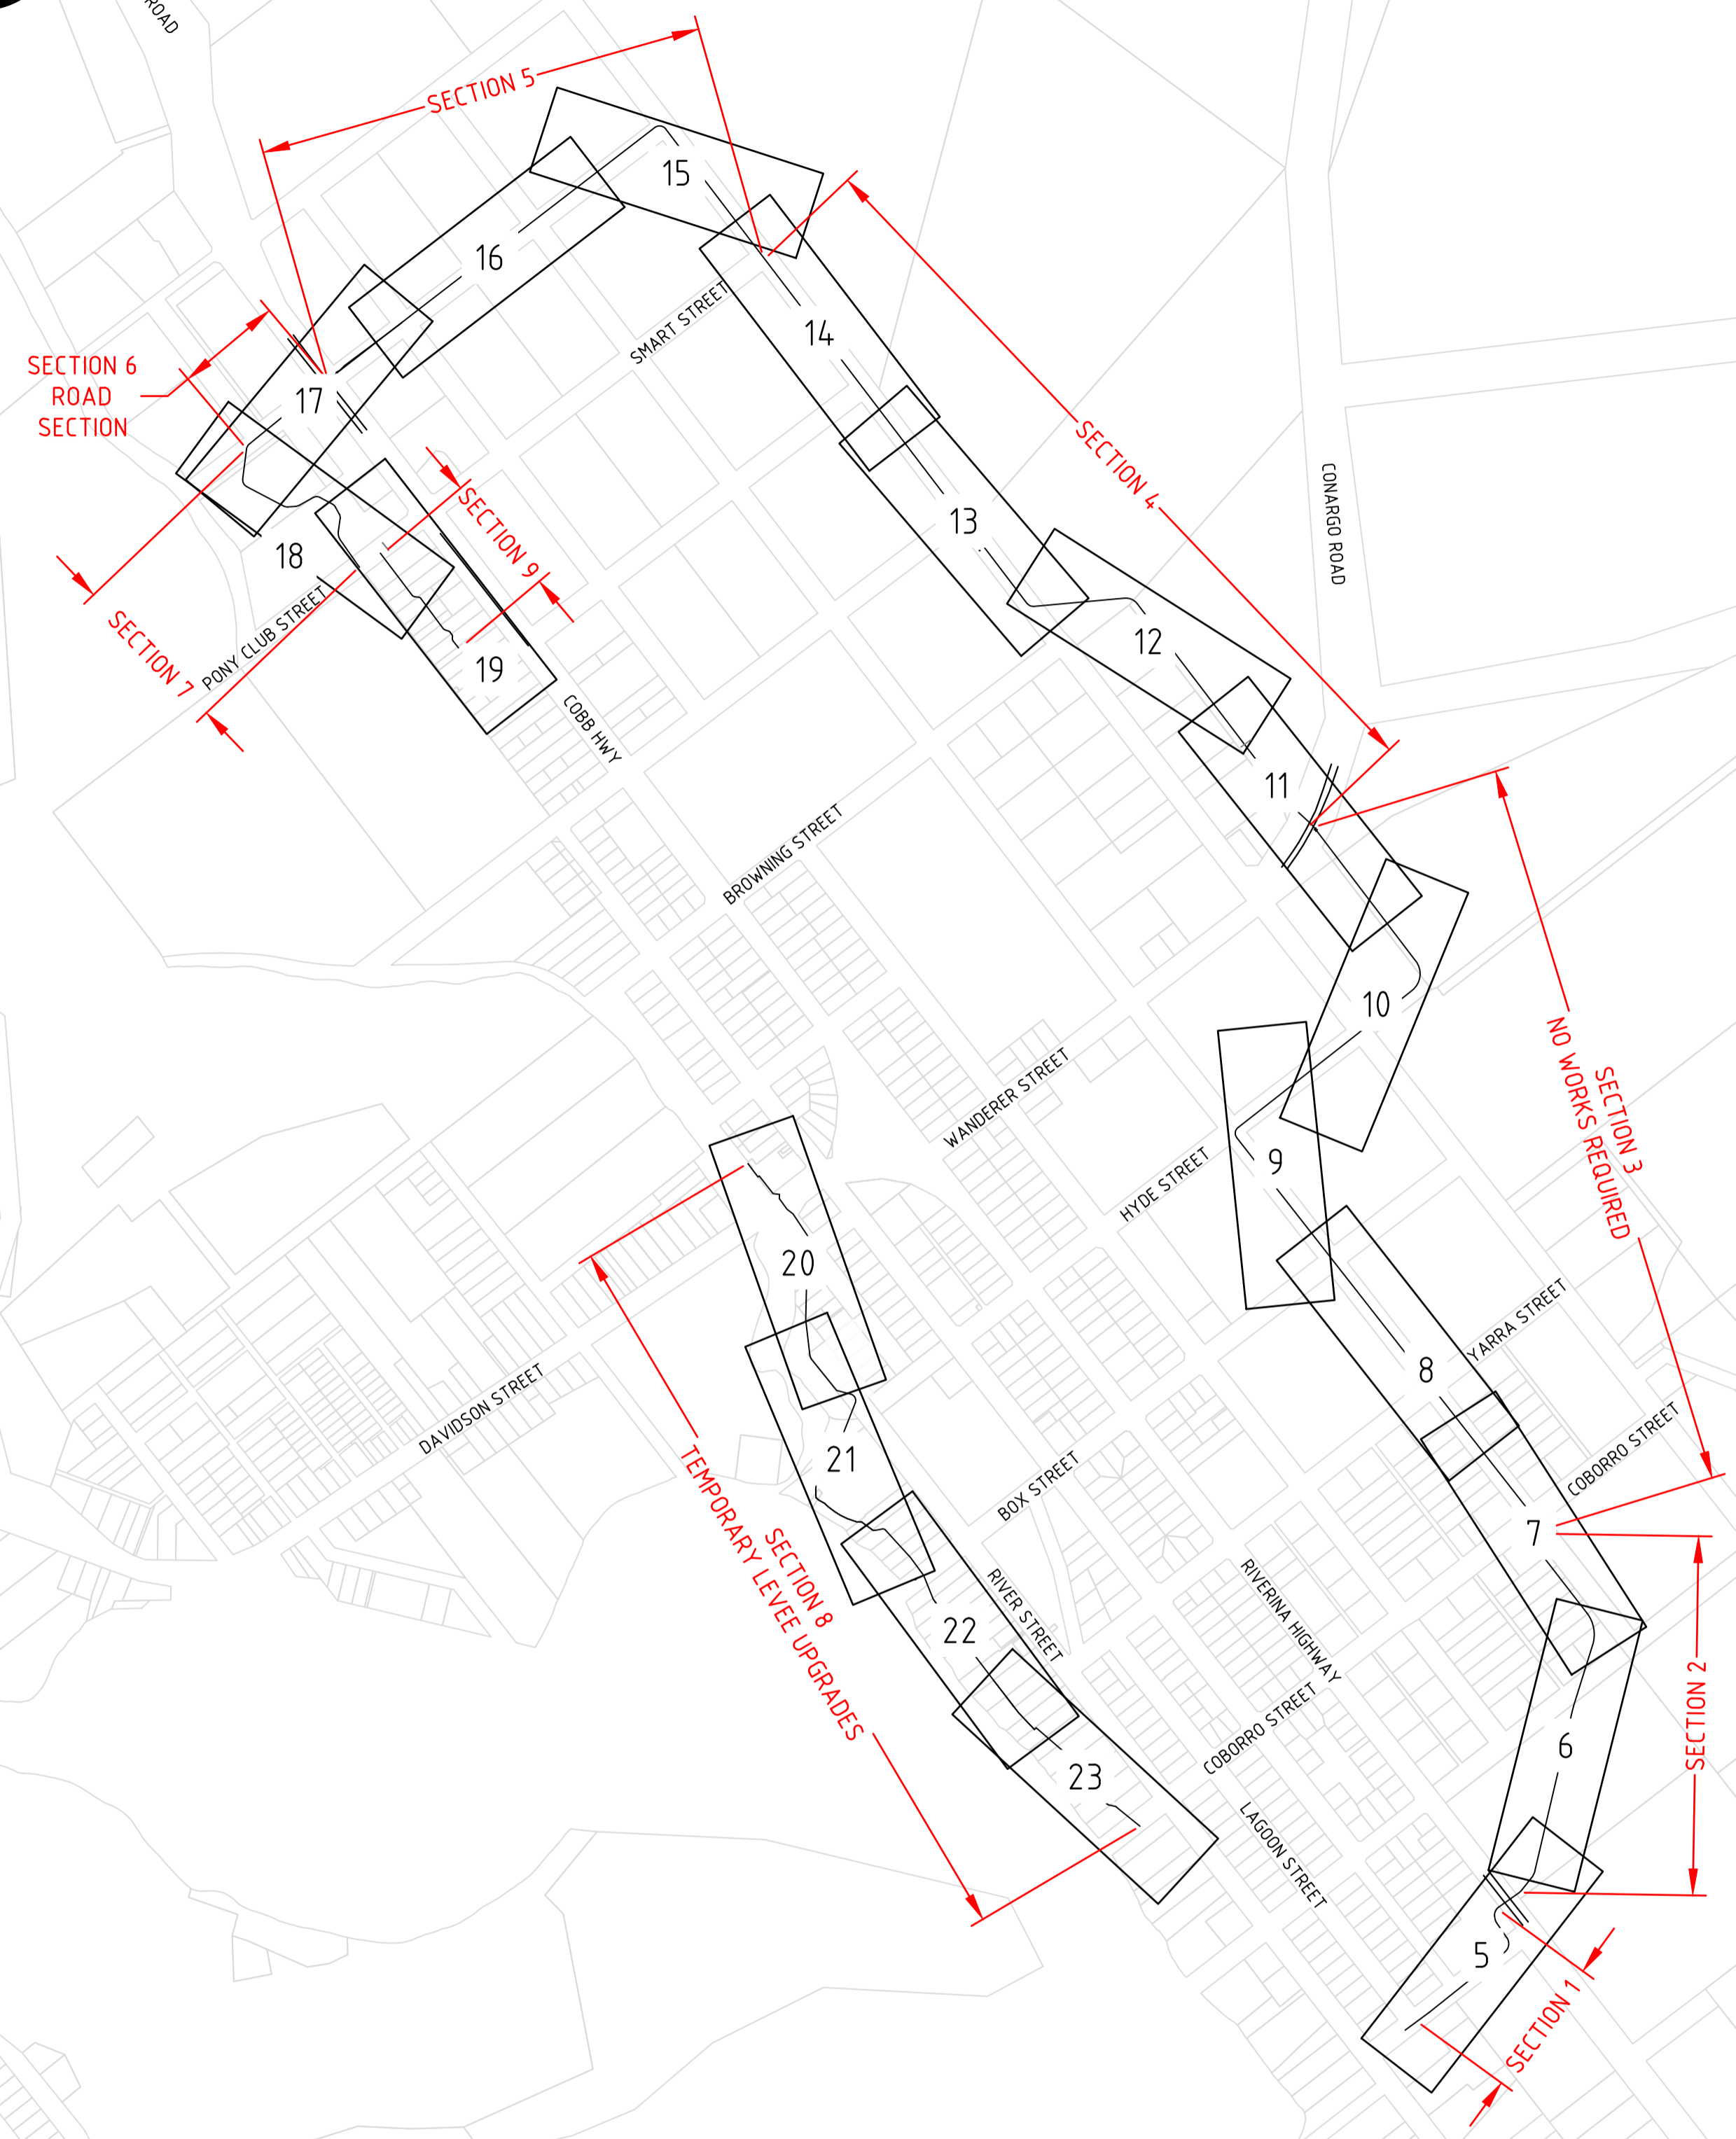 ROAD
SECTION 5
15
16
SMART STREET
14
SECTION 6
ROAD
SECTION
17
SECTION 4
CONARGO ROAD
13
SECTION 9
18
PONY CLUB STREET
SECTION 7
19
COBB HWY
12
11
BROWNING STREET
10
SECTION 3
NO WORKS REQUIRED
WANDERER STREET
HYDE STREET
9
20
8
YARRA STREET
DAVIDSON STREET
21
BOX STREET
COBORRO STREET
7
SECTION 8
TEMPORARY LEVEE UPGRADES
RIVER STREET
22
RIVERINA HIGHWAY
SECTION 2
6
COBORRO STREET
23
LAGOON STREET
5
SECTION 1